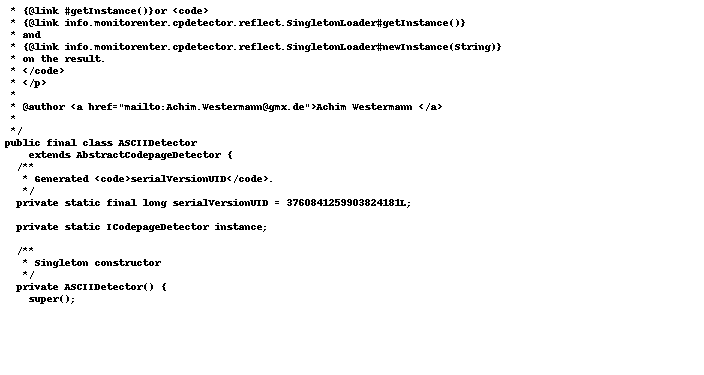 * {@link #getInstance()}or <code>
 * {@link info.monitorenter.cpdetector.reflect.SingletonLoader#getInstance()}
 * and
 * {@link info.monitorenter.cpdetector.reflect.SingletonLoader#newInstance(String)}
 * on the result.
 * </code>
 * </p>
 *
 * @author <a href="mailto:Achim.Westermann@gmx.de">Achim Westermann </a>
 *
 */
public final class ASCIIDetector
    extends AbstractCodepageDetector {
  /**
   * Generated <code>serialVersionUID</code>.
   */
  private static final long serialVersionUID = 3760841259903824181L;

  private static ICodepageDetector instance;

  /**
   * Singleton constructor
   */
  private ASCIIDetector() {
    super();